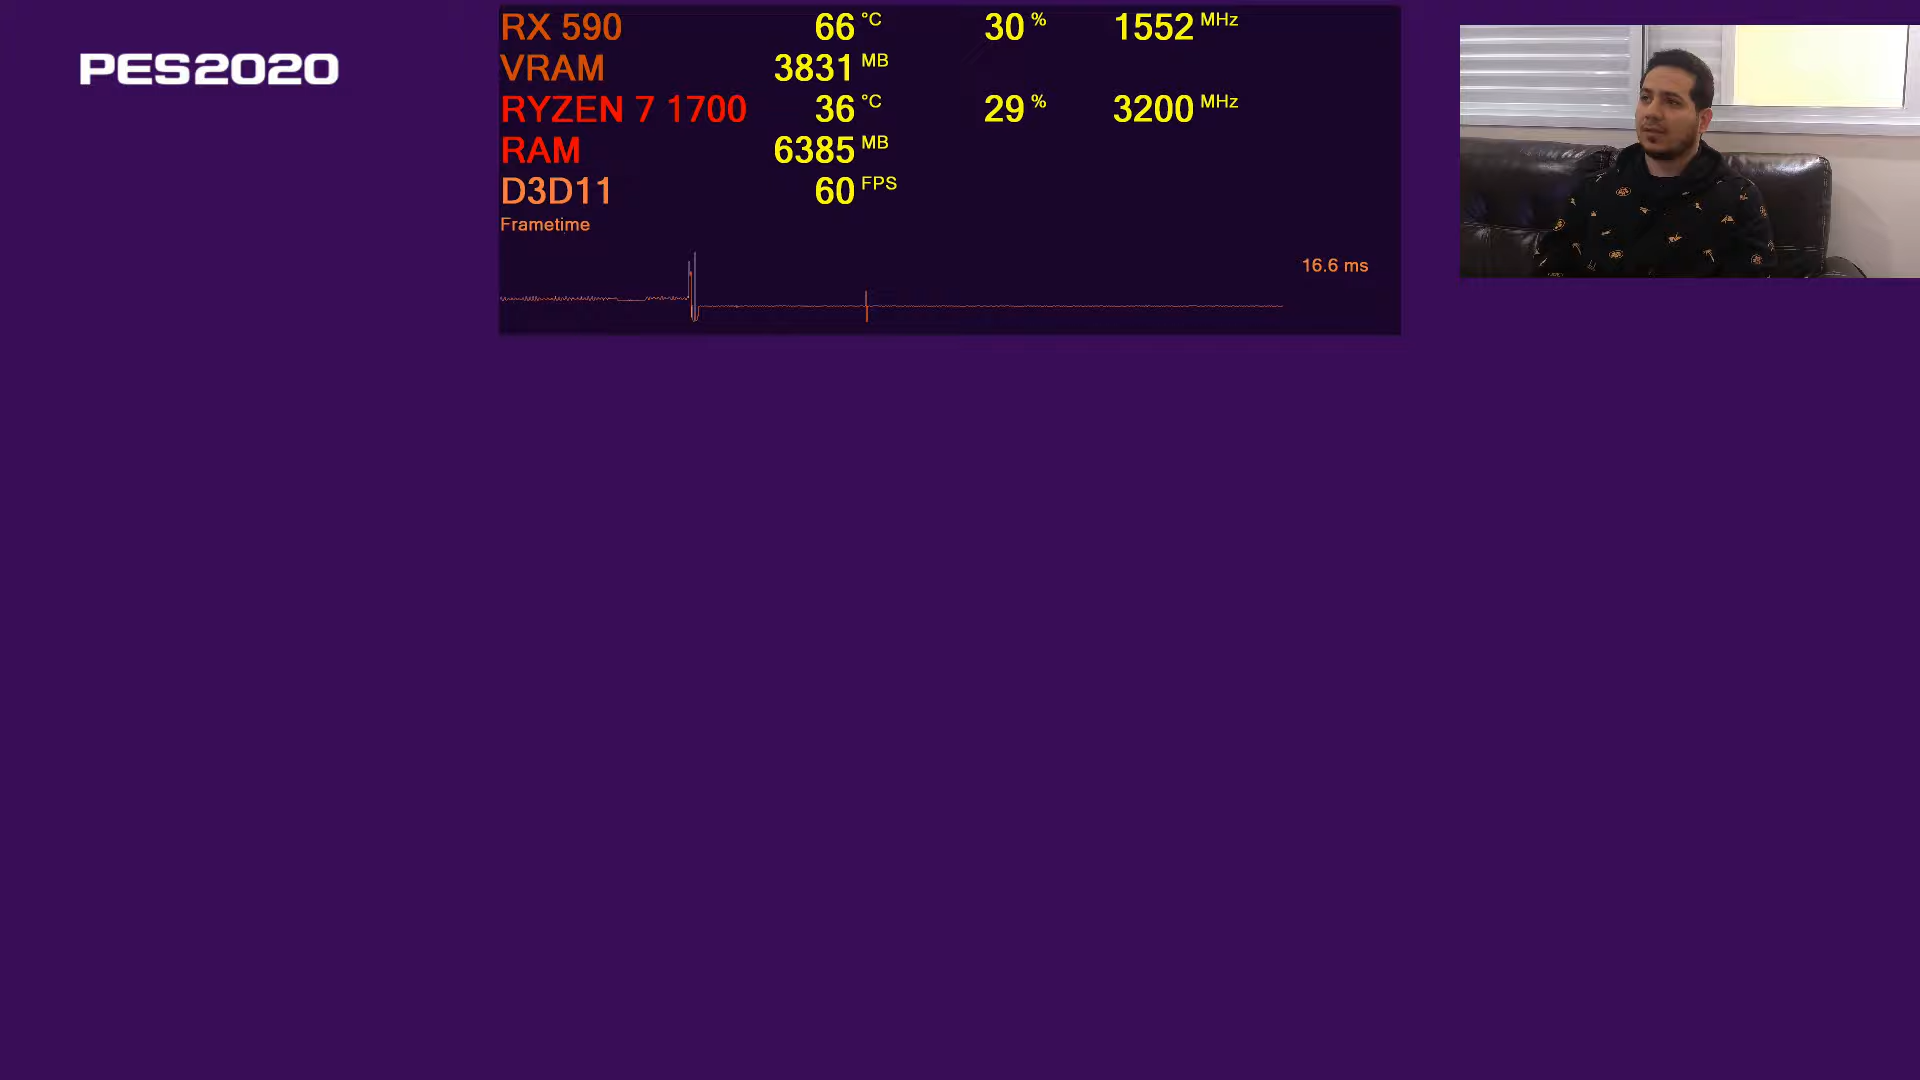 PES2020
RX 590 66 °C 30 % 1552 MHz
VRAM 3831 MB
RYZEN 7 1700 36 °C 29 % 3200 MHz
RAM 6385 MB
D3D11 60 FPS
Frametime
16.6 ms